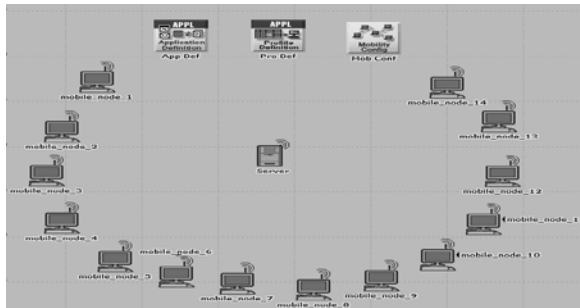 APPL
Application
Definition
App Def
APPL
Profile
Definition
Pro Def
Mobility
Config
Mob Conf
mobile_node_1
mobile_node_14
mobile_node_2
mobile_node_13
Server
mobile_node_3
mobile_node_12
mobile_node_4
mobile_node_1
mobile_node_5
mobile_node_6
mobile_node_10
mobile_node_7
mobile_node_8
mobile_node_9